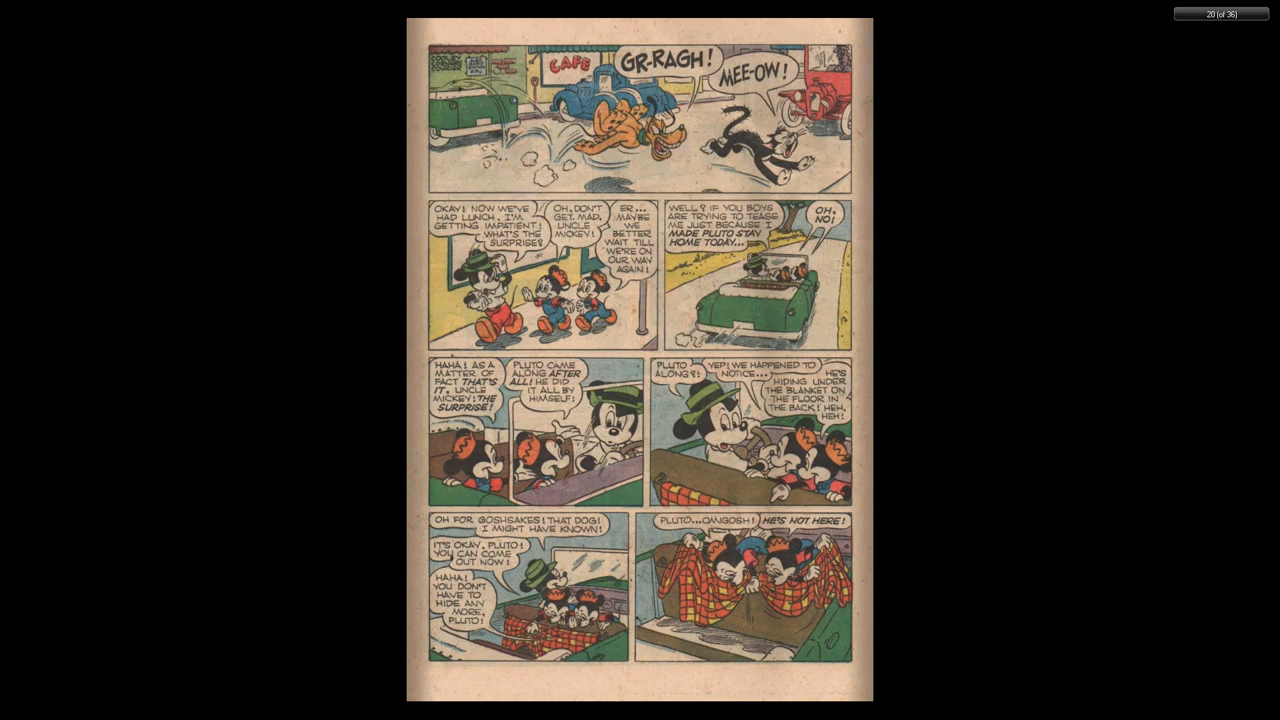 20 (of 36)
CAFE
GR-RAGH!
MEE-OW!
OKAY! NOW WE'VE
HAD LUNCH, I'M
GETTING IMPATIENT!
WHAT'S THE
SURPRISE?
OH, DON'T
GET MAD,
UNCLE
MICKEY!
ER...
MAYBE
WE
BETTER
WAIT TILL
WE'RE ON
OUR WAY
AGAIN!
WELL? IF YOU BOYS
ARE TRYING TO TEASE
ME JUST BECAUSE I
MADE PLUTO STAY
HOME TODAY...
OH,
NO!
HAHA! AS A
MATTER OF
FACT THAT'S
IT, UNCLE
MICKEY! THE
SURPRISE!
PLUTO CAME
ALONG AFTER
ALL! HE DID
IT ALL BY
HIMSELF!
PLUTO
ALONG?!
YEP! WE HAPPENED TO
NOTICE...
HE'S
HIDING UNDER
THE BLANKET ON
THE FLOOR IN
THE BACK! HEH,
HEH!
OH FOR GOSHSAKES! THAT DOG!
I MIGHT HAVE KNOWN!
IT'S OKAY, PLUTO!
YOU CAN COME
OUT NOW!
HAHA!
YOU DON'T
HAVE TO
HIDE ANY
MORE,
PLUTO!
PLUTO...OMIGOSH!
HE'S NOT HERE!